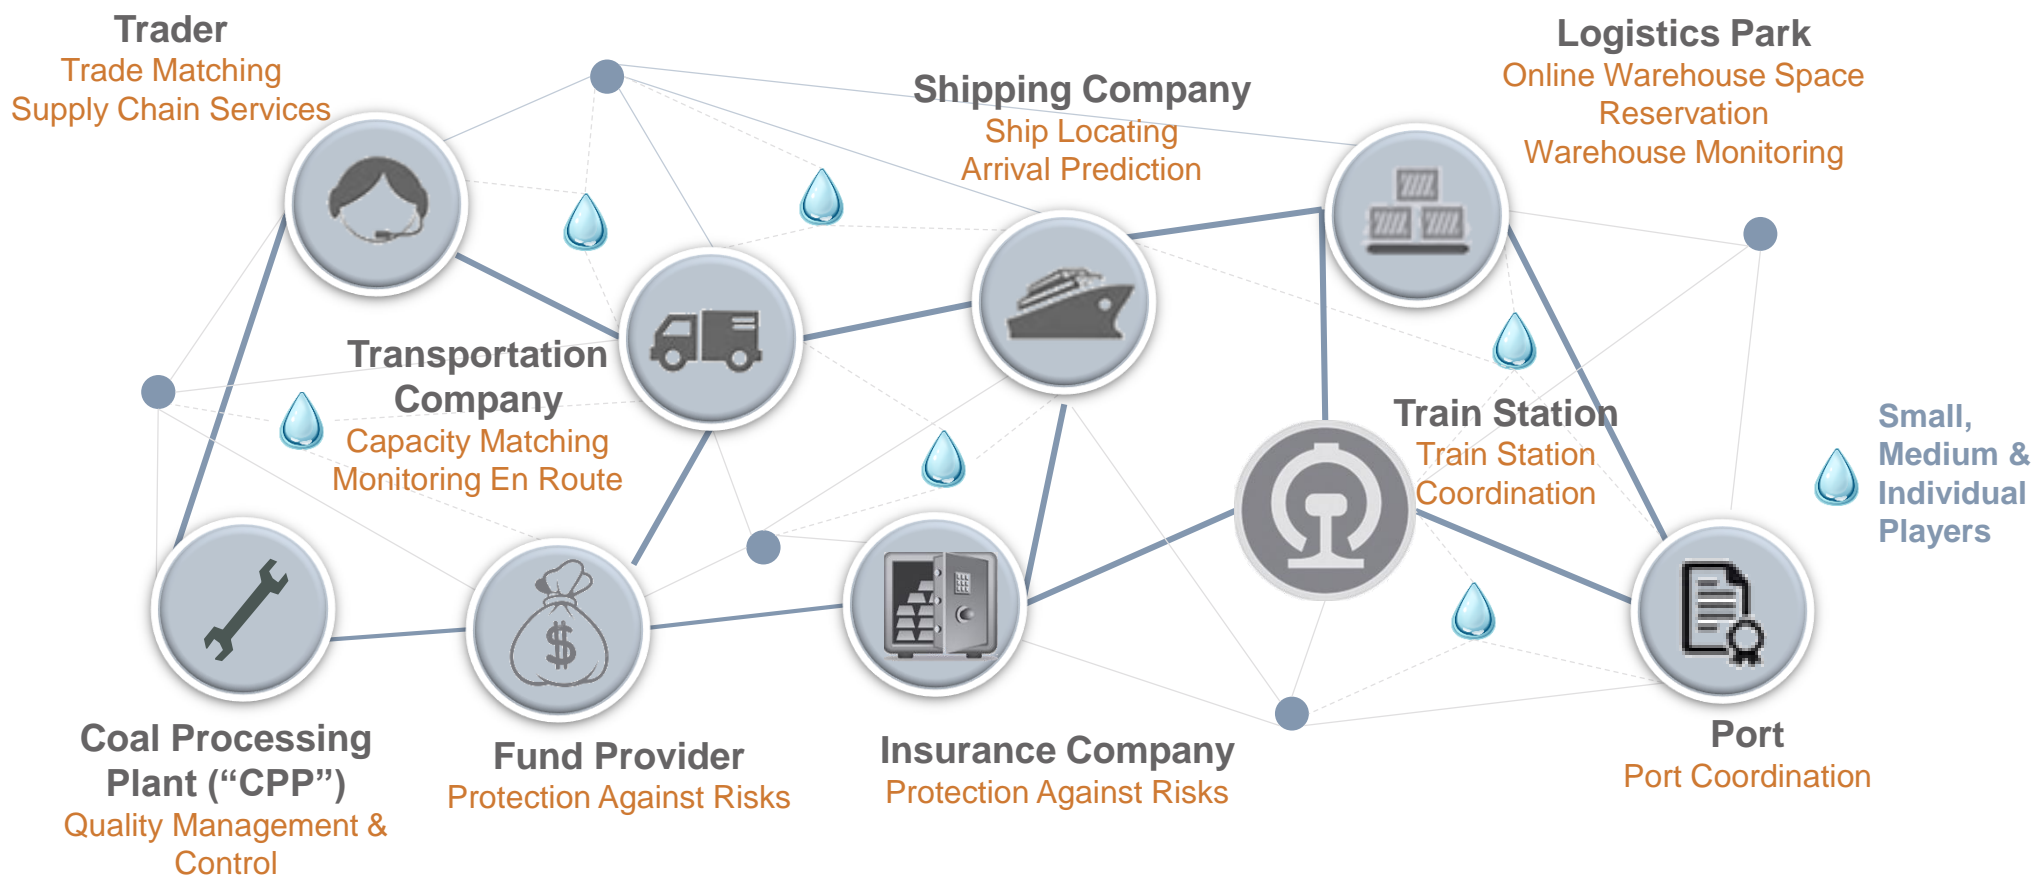 Trader
Trade Matching
Supply Chain Services
Shipping Company
Ship Locating
Arrival Prediction
Logistics Park
Online Warehouse Space
Reservation
Warehouse Monitoring
Transportation
Company
Capacity Matching
Monitoring En Route
Train Station
Train Station
Coordination
Small,
Medium &
Individual
Players
$
Coal Processing
Plant (“CPP”)
Quality Management &
Control
Fund Provider
Protection Against Risks
Insurance Company
Protection Against Risks
Port
Port Coordination